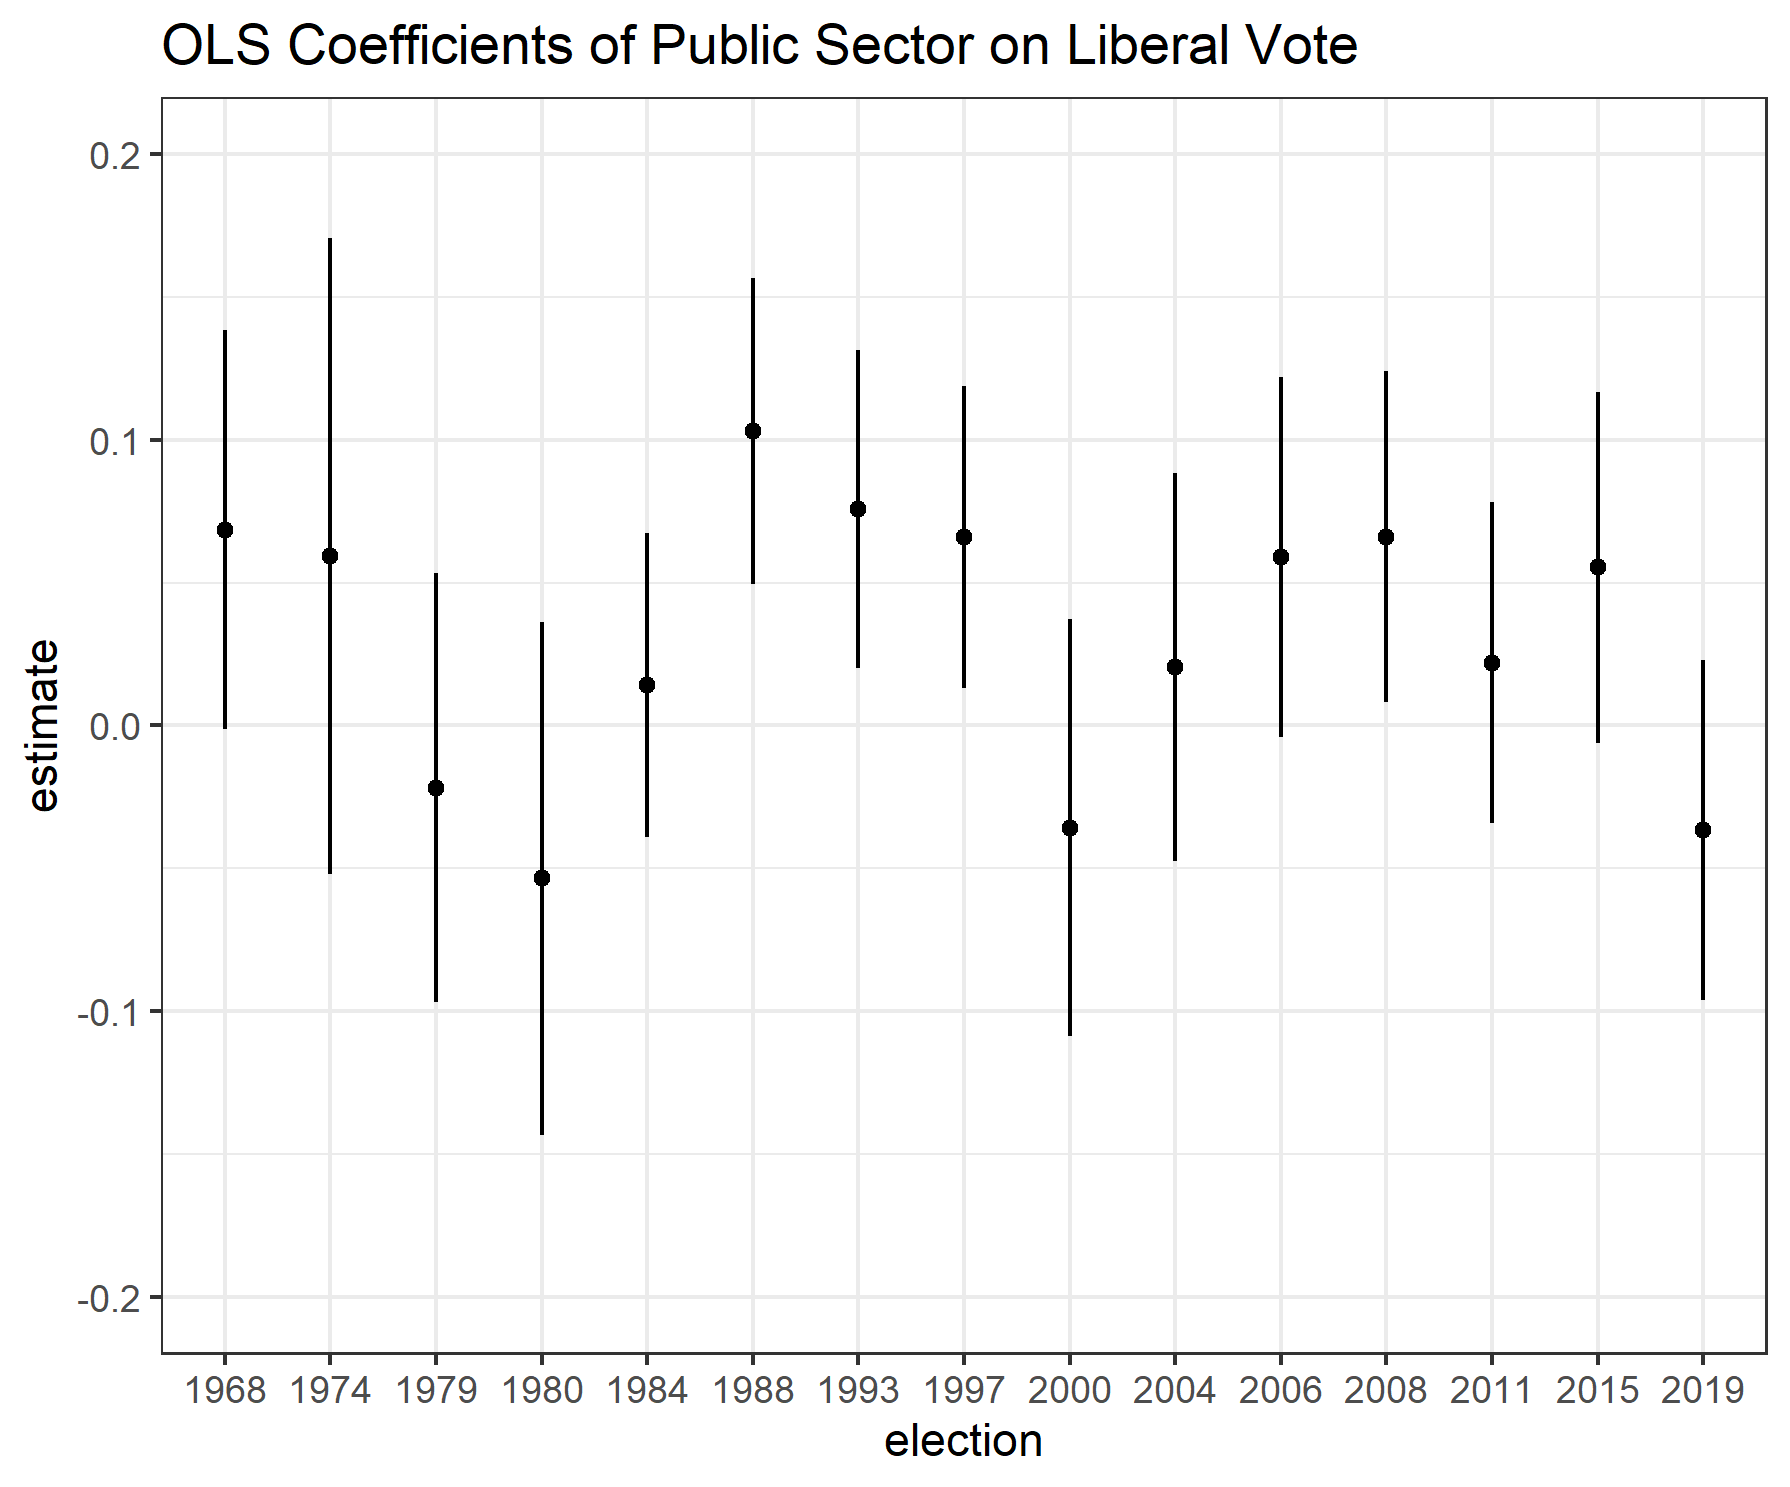 OLS Coefficients of Public Sector on Liberal Vote
0.2
0.1
0.0
-0.1
-0.2
estimate
1968 1974 1979 1980 1984 1988 1993 1997 2000 2004 2006 2008 2011 2015 2019
election